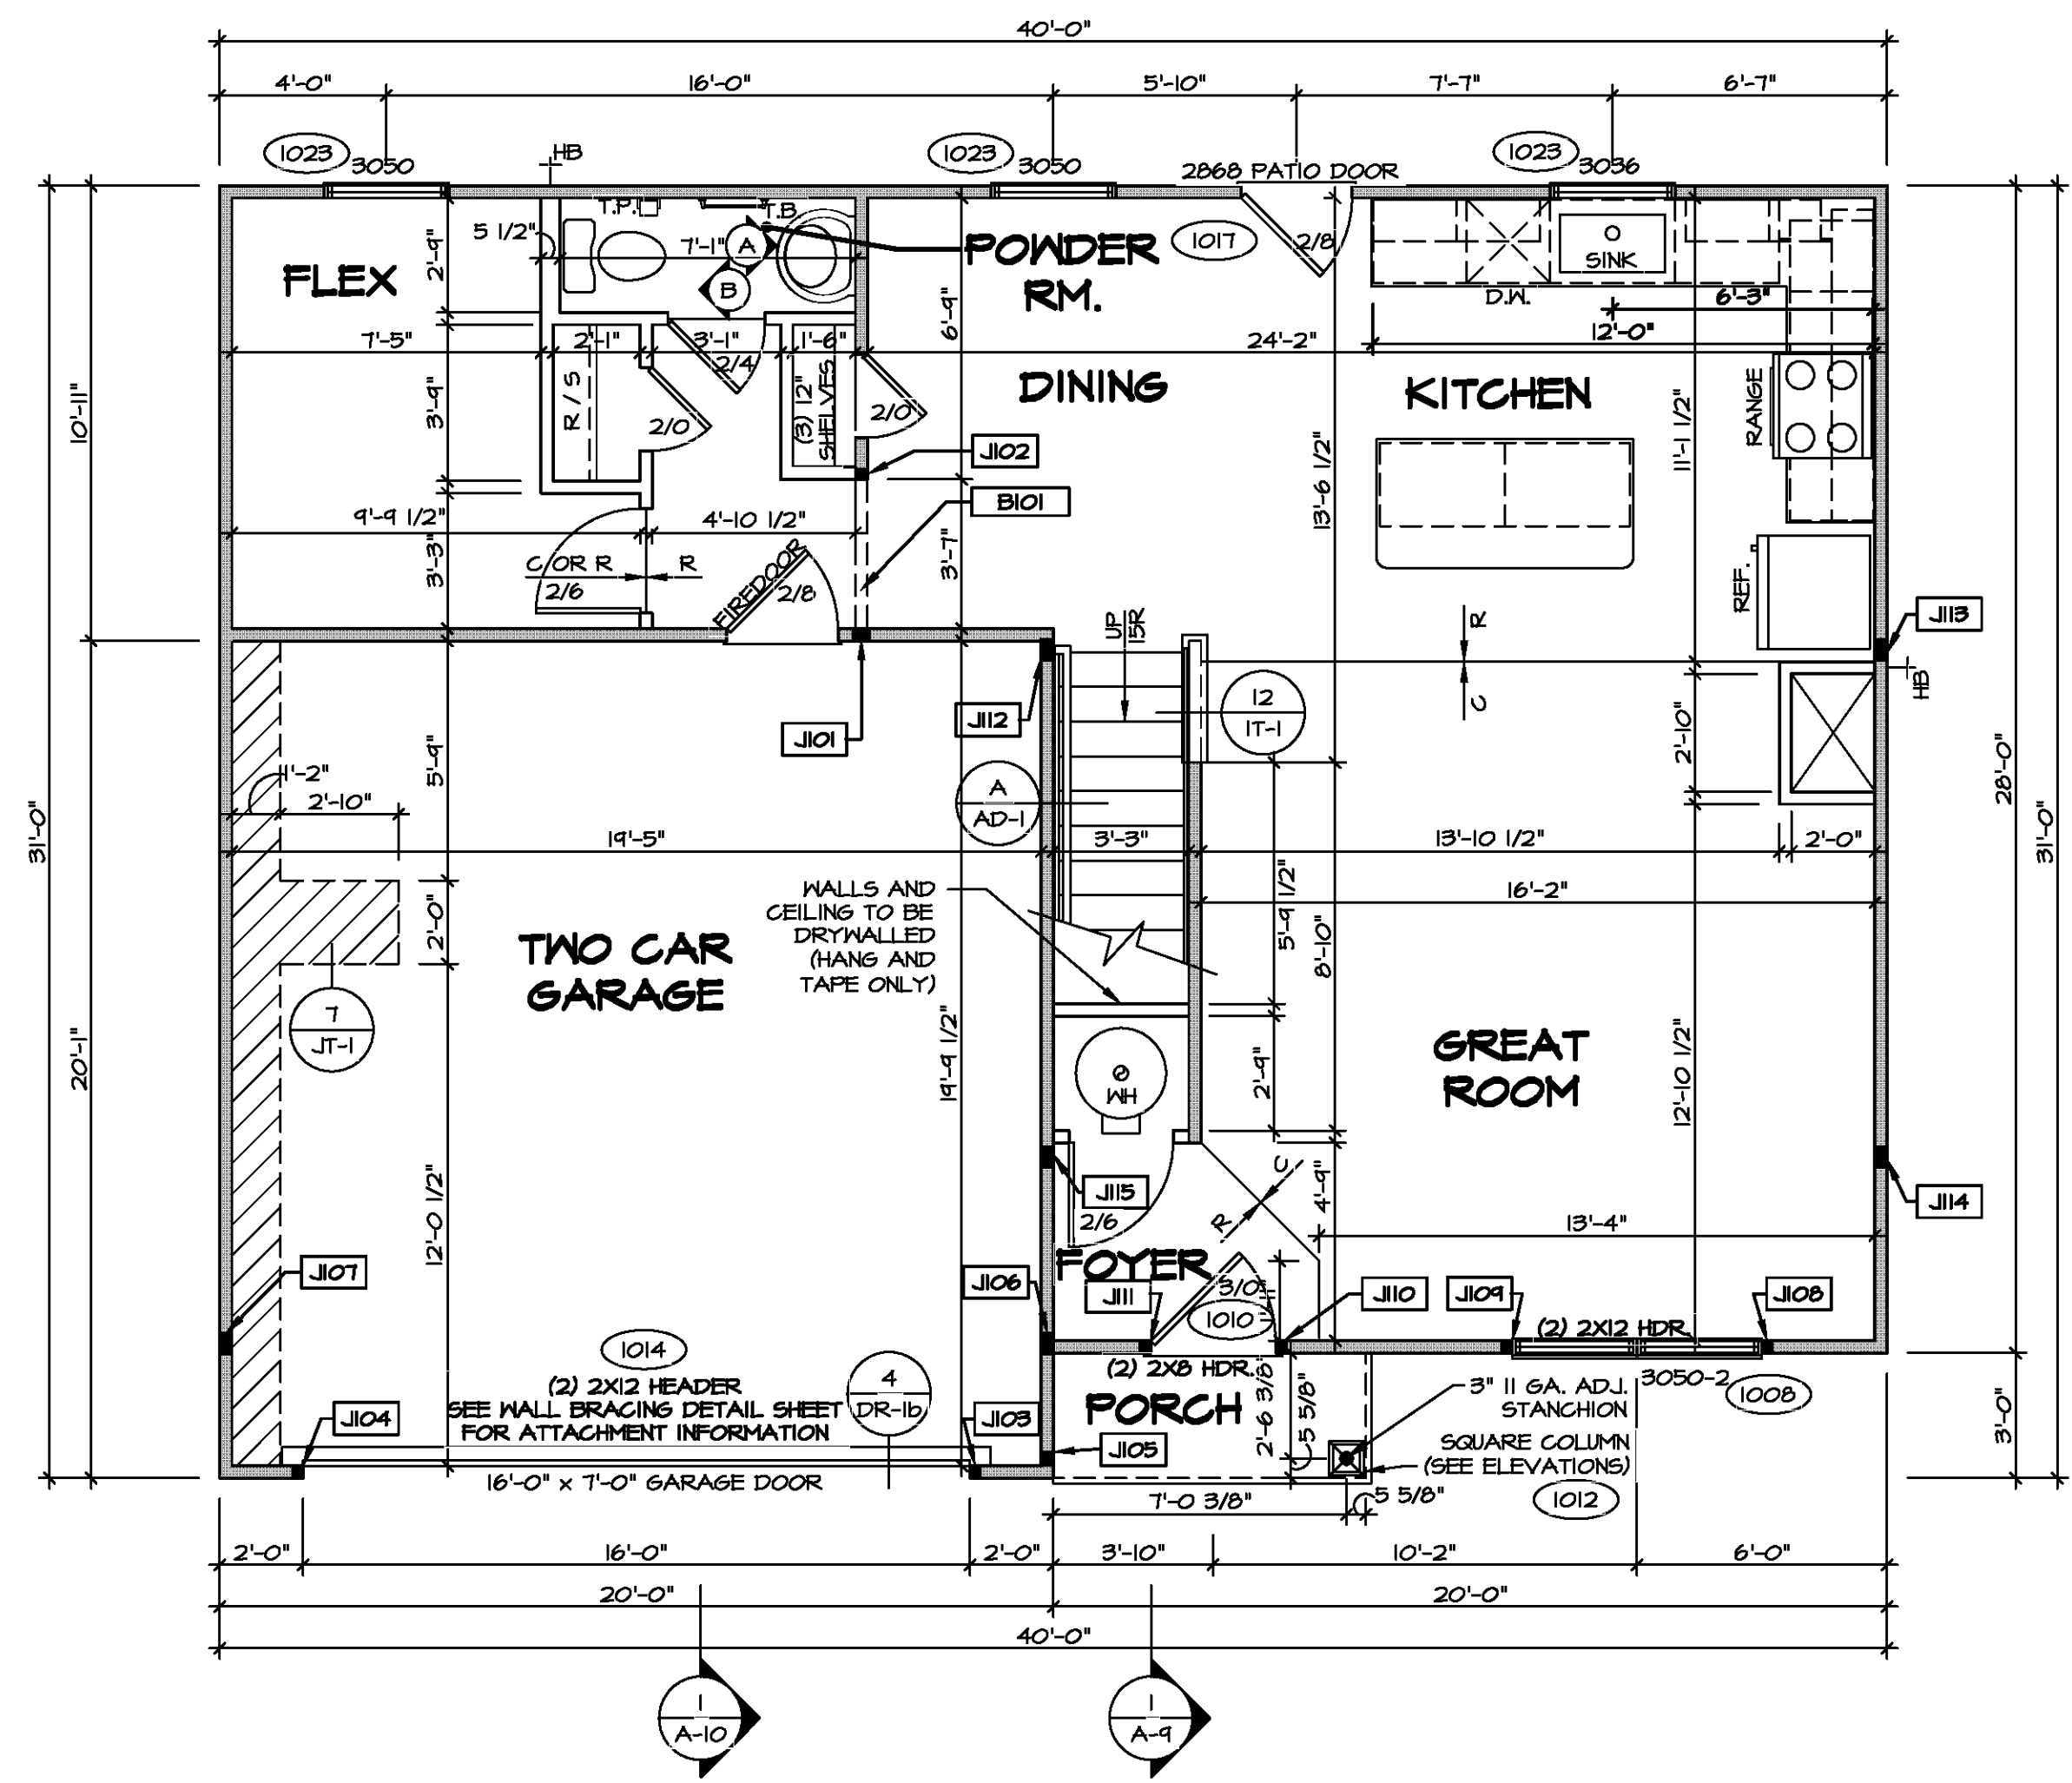 40'-0"
4'-0"
16'-0"
5'-10"
7'-7"
6'-7"
1023
3050
HB
1023
3050
2868 PATIO DOOR
1023
3036
T.P.
T.B.
5 1/2"
7'-1"
A
B
2'-9"
FLEX
POWDER
RM.
1017
2/8
SINK
D.W.
6'-3"
12'-0"
6'-9"
7'-5"
2'-1"
3'-1"
1'-6"
24'-2"
2/4
10'-11"
3'-9"
R / S
2/0
(3) 12"
SHELVES
2/0
DINING
KITCHEN
RANGE
11'-1 1/2"
13'-6 1/2"
J102
B101
9'-9 1/2"
4'-10 1/2"
3'-3"
3'-7"
C OR R
R
2/6
FIREDOOR
2/8
REF.
J113
HB
UP
15R
R
C
12
1T-1
J112
J101
5'-9"
1'-2"
2'-10"
A
AD-1
2'-10"
28'-0"
31'-0"
31'-0"
19'-5"
3'-3"
13'-10 1/2"
2'-0"
16'-2"
WALLS AND
CEILING TO BE
DRYWALLED
(HANG AND
TAPE ONLY)
5'-9 1/2"
8'-10"
2'-0"
TWO CAR
GARAGE
7
JT-1
20'-1"
19'-9 1/2"
WH
2'-9"
GREAT
ROOM
12'-10 1/2"
12'-0 1/2"
J115
2/6
C
R
4'-9"
J114
13'-4"
FOYER
J107
J106
J111
3/0
1010
J110
J109
J108
(2) 2X12 HDR.
1014
(2) 2X12 HEADER
SEE WALL BRACING DETAIL SHEET
FOR ATTACHMENT INFORMATION
4
DR-1b
J104
J103
J105
(2) 2X8 HDR.
PORCH
2'-6 3/8"
5 5/8"
3050-2
1008
3" 11 GA. ADJ.
STANCHION
SQUARE COLUMN
(SEE ELEVATIONS)
1012
3'-0"
16'-0" x 7'-0" GARAGE DOOR
7'-0 3/8"
5 5/8"
2'-0"
16'-0"
2'-0"
3'-10"
10'-2"
6'-0"
20'-0"
20'-0"
40'-0"
1
A-10
1
A-9